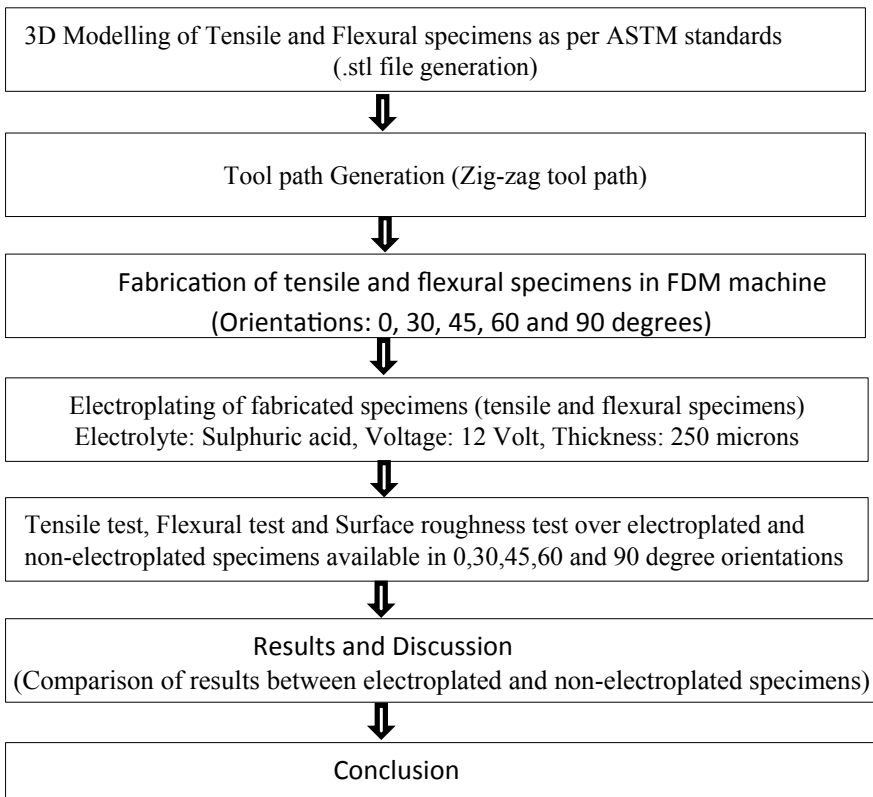 3D Modelling of Tensile and Flexural specimens as per ASTM standards
(.stl file generation)
Tool path Generation (Zig-zag tool path)
Fabrication of tensile and flexural specimens in FDM machine
(Orientations: 0, 30, 45, 60 and 90 degrees)
Electroplating of fabricated specimens (tensile and flexural specimens)
Electrolyte: Sulphuric acid, Voltage: 12 Volt, Thickness: 250 microns
Tensile test, Flexural test and Surface roughness test over electroplated and
non-electroplated specimens available in 0,30,45,60 and 90 degree orientations
Results and Discussion
(Comparison of results between electroplated and non-electroplated specimens)
Conclusion